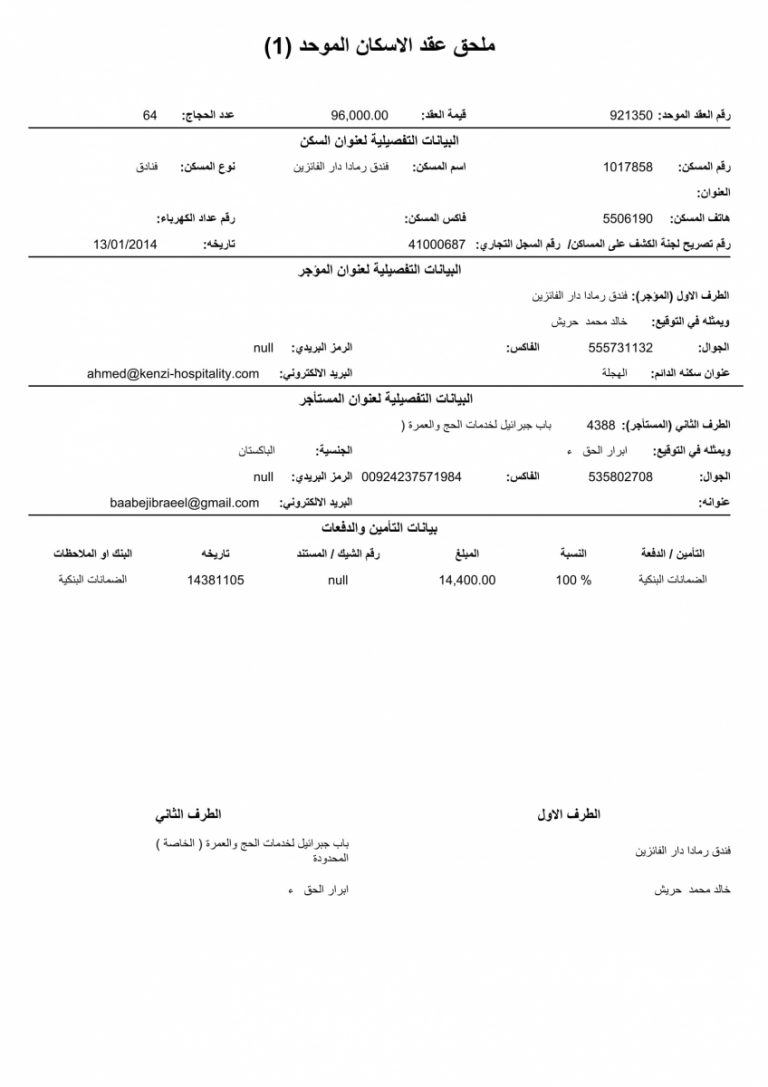 ملحق عقد الاسكان الموحد (1)
رقم العقد الموحد: 921350 قيمة العقد: 96,000.00 عدد الحجاج: 64
البيانات التفصيلية لعنوان السكن
رقم المسكن: 1017858 اسم المسكن: فندق رمادا دار الفائزين نوع المسكن: فنادق
العنوان:
هاتف المسكن: 5506190 فاكس المسكن: رقم عداد الكهرباء:
رقم تصريح لجنة الكشف على المساكن/ رقم السجل التجاري: 41000687 تاريخه: 13/01/2014
البيانات التفصيلية لعنوان المؤجر
الطرف الاول (المؤجر): فندق رمادا دار الفائزين
ويمثله في التوقيع: خالد محمد حريش
الجوال: 555731132 الفاكس: الرمز البريدي: null
عنوان سكنه الدائم: الهجلة البريد الالكتروني: ahmed@kenzi-hospitality.com
البيانات التفصيلية لعنوان المستأجر
الطرف الثاني (المستأجر): 4388 باب جبرائيل لخدمات الحج والعمرة (
ويمثله في التوقيع: ابرار الحق ء الجنسية: الباكستان
الجوال: 535802708 الفاكس: 00924237571984 الرمز البريدي: null
عنوانه: البريد الالكتروني: baabejibraeel@gmail.com
بيانات التأمين والدفعات
التأمين / الدفعة النسبة المبلغ رقم الشيك / المستند تاريخه البنك او الملاحظات
الضمانات البنكية 100 % 14,400.00 null 14381105 الضمانات البنكية
الطرف الاول الطرف الثاني
فندق رمادا دار الفائزين باب جبرائيل لخدمات الحج والعمرة ( الخاصة )
المحدودة
خالد محمد حريش ابرار الحق ء